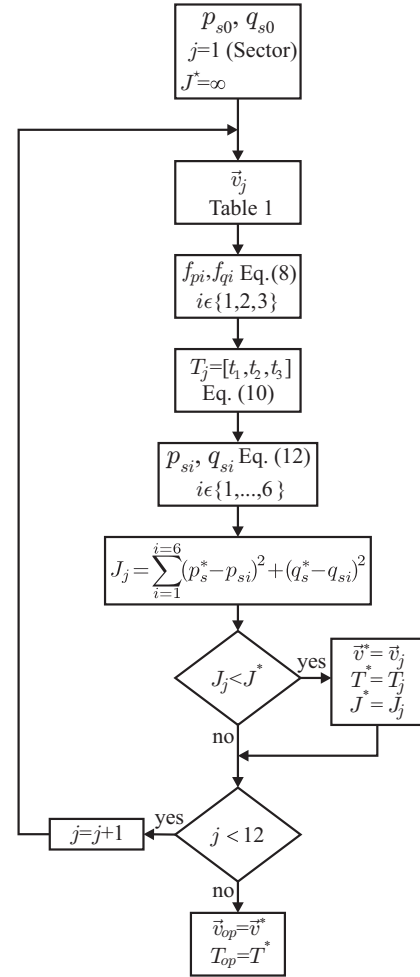 p_{s0}, q_{s0}
j=1 (Sector)
J^*=∞
\vec{v}_j
Table 1
f_{pi}, f_{qi} Eq.(8)
iϵ{1,2,3}
T_j=[t_1,t_2,t_3]
Eq. (10)
p_{si}, q_{si} Eq. (12)
iϵ{1,...,6}
J_j=\sum_{i=1}^{i=6}(p_s^*-p_{si})^2+(q_s^*-q_{si})^2
J_j<J^*
yes
\vec{v}^*=\vec{v}_j
T^*=T_j
J^*=J_j
no
j<12
yes
j=j+1
no
\vec{v}_{op}=\vec{v}^*
T_{op}=T^*